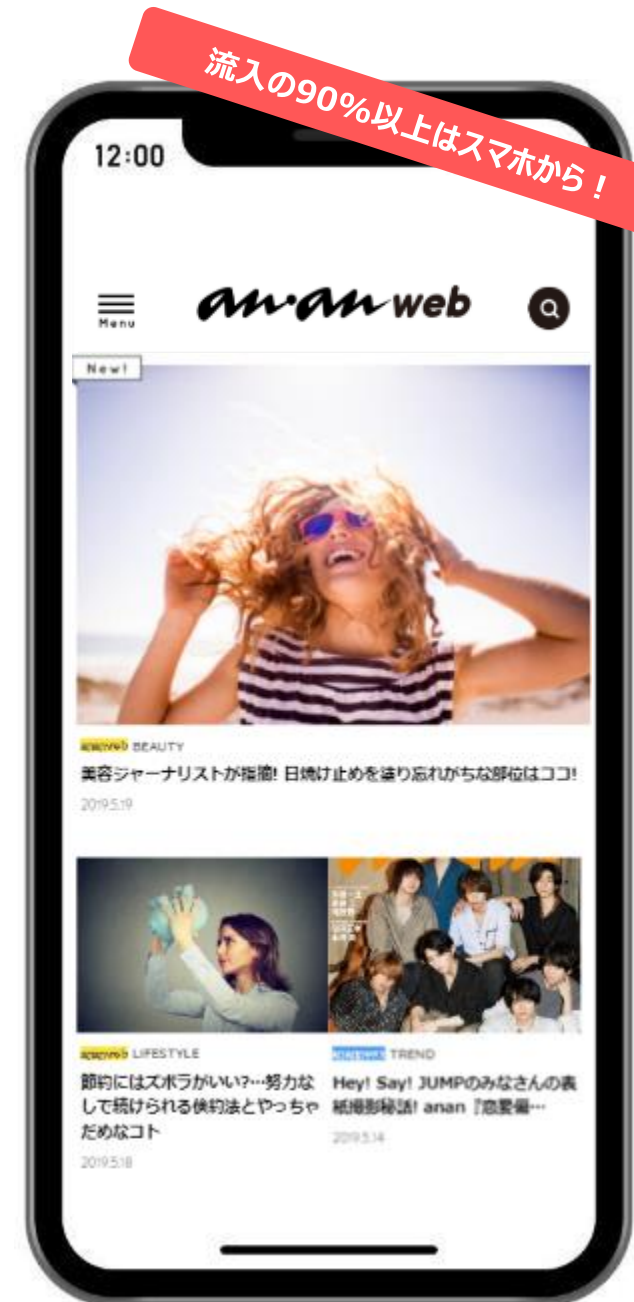 流入の90%以上はスマホから！
12:00
Menu
an・an web
New!
ananweb BEAUTY
美容ジャーナリストが指摘! 日焼け止めを塗り忘れがちな部位はココ!
2019.5.19
ananweb LIFESTYLE
節約にはズボラがいい?…努力な
しで続けられる倹約法とやっちゃ
だめなコト
2019.5.18
ananweb TREND
Hey! Say! JUMPのみなさんの表
紙撮影秘話! anan『恋愛偏…
2019.5.14